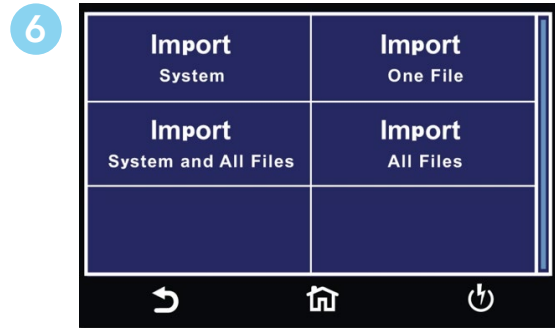 6
Import
System
Import
One File
Import
System and All Files
Import
All Files